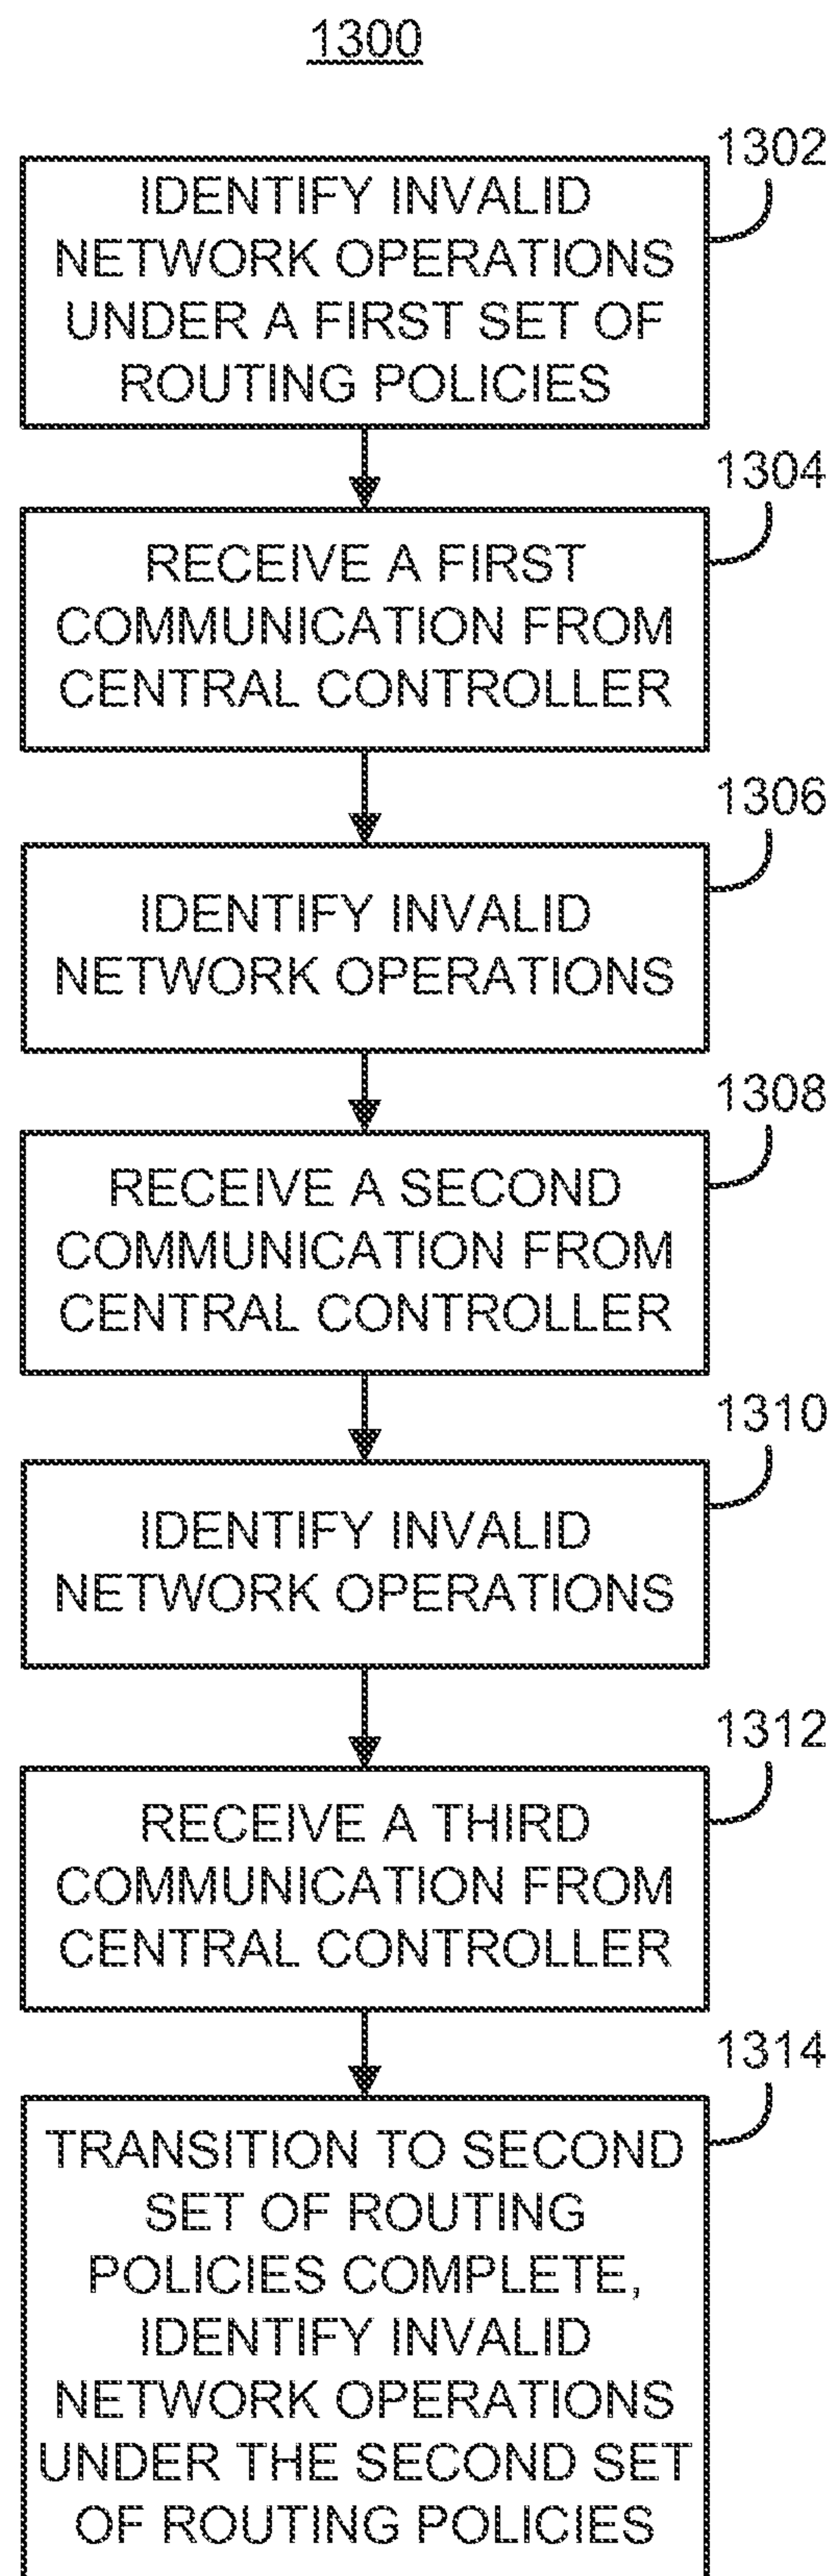 1300
1302
IDENTIFY INVALID
NETWORK OPERATIONS
UNDER A FIRST SET OF
ROUTING POLICIES
1304
RECEIVE A FIRST
COMMUNICATION FROM
CENTRAL CONTROLLER
1306
IDENTIFY INVALID
NETWORK OPERATIONS
1308
RECEIVE A SECOND
COMMUNICATION FROM
CENTRAL CONTROLLER
1310
IDENTIFY INVALID
NETWORK OPERATIONS
1312
RECEIVE A THIRD
COMMUNICATION FROM
CENTRAL CONTROLLER
1314
TRANSITION TO SECOND
SET OF ROUTING
POLICIES COMPLETE,
IDENTIFY INVALID
NETWORK OPERATIONS
UNDER THE SECOND SET
OF ROUTING POLICIES